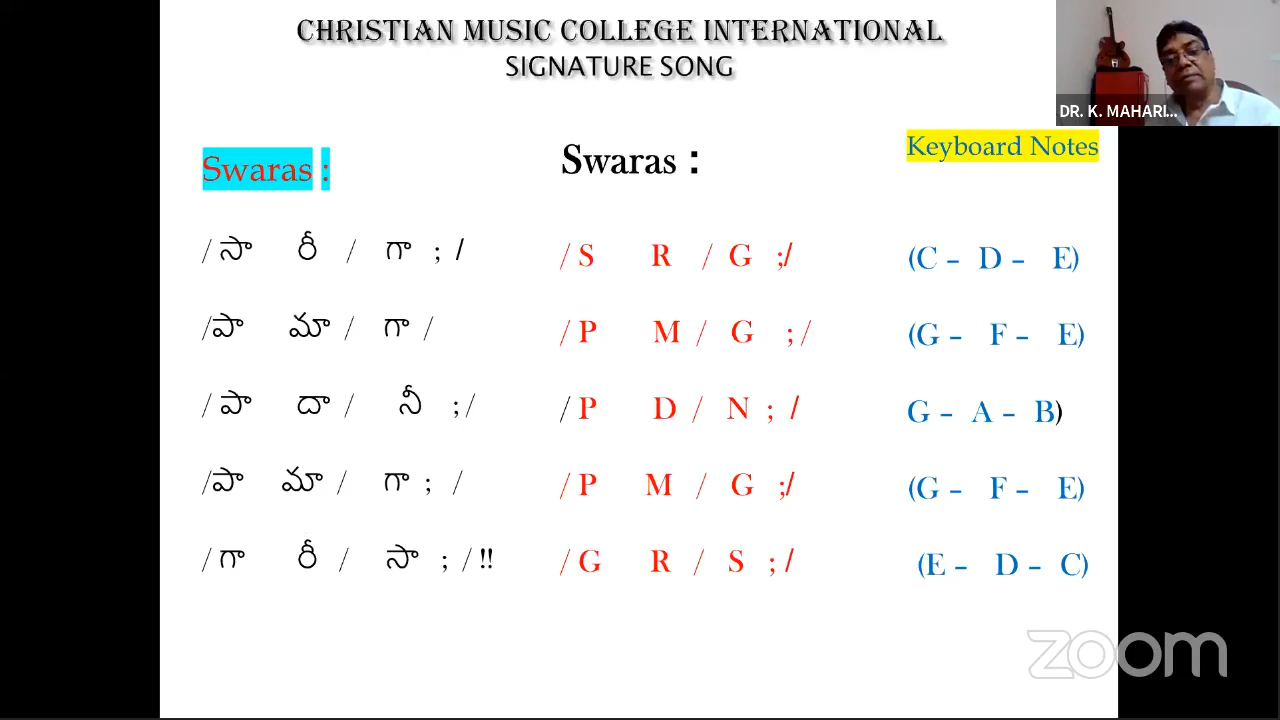 CHRISTIAN MUSIC COLLEGE INTERNATIONAL
SIGNATURE SONG
DR. K. MAHARI...
Swaras : Swaras : Keyboard Notes
/ సా రీ / గా ; / / S R / G ;/ (C – D – E)
/పా మా / గా / / P M / G ; / (G – F – E)
/ పా దా / నీ ; / / P D / N ; / G – A – B)
/పా మా / గా ; / / P M / G ;/ (G – F – E)
/ గా రీ / సా ; / !! / G R / S ; / (E – D – C)
zoom